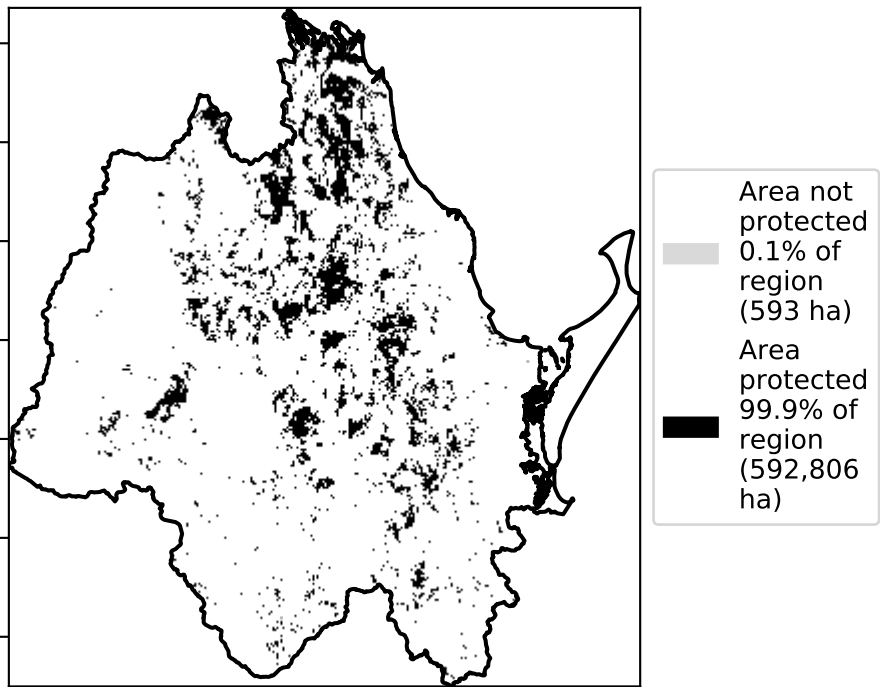 Area not
protected
0.1% of
region
(593 ha)
Area
protected
99.9% of
region
(592,806
ha)